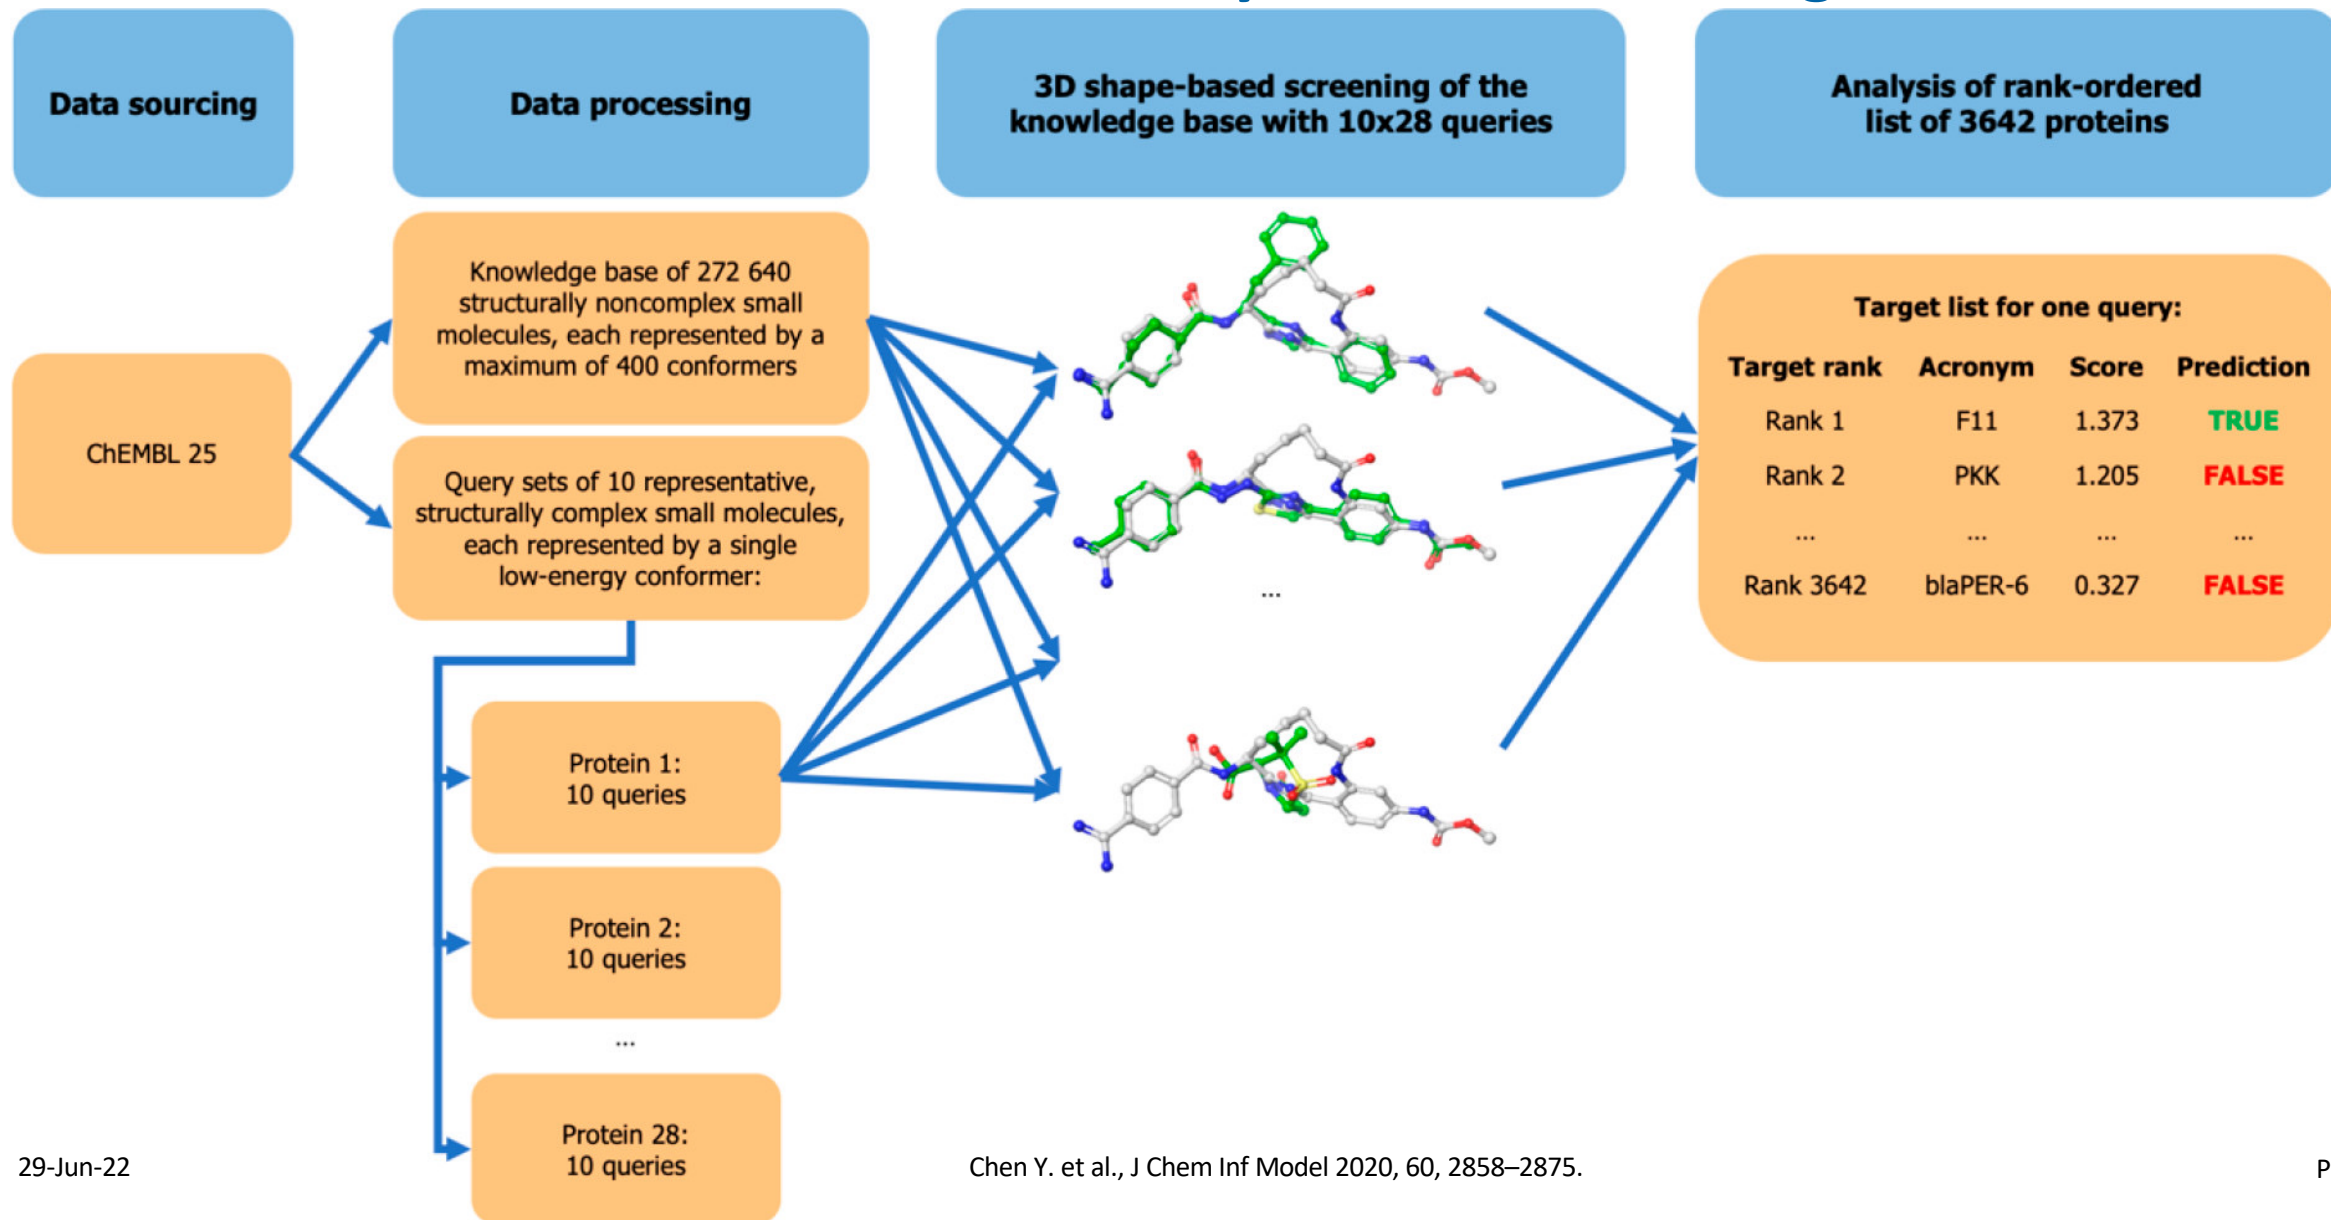 Data sourcing
Data processing
3D shape-based screening of the
knowledge base with 10x28 queries
Analysis of rank-ordered
list of 3642 proteins
ChEMBL 25
Knowledge base of 272 640
structurally noncomplex small
molecules, each represented by a
maximum of 400 conformers
Query sets of 10 representative,
structurally complex small molecules,
each represented by a single
low-energy conformer:
Protein 1:
10 queries
Protein 2:
10 queries
...
Protein 28:
10 queries
...
Target list for one query:
Target rank Acronym Score Prediction
Rank 1 F11 1.373 TRUE
Rank 2 PKK 1.205 FALSE
... ... ... ...
Rank 3642 blaPER-6 0.327 FALSE
29-Jun-22
Chen Y. et al., J Chem Inf Model 2020, 60, 2858–2875.
P